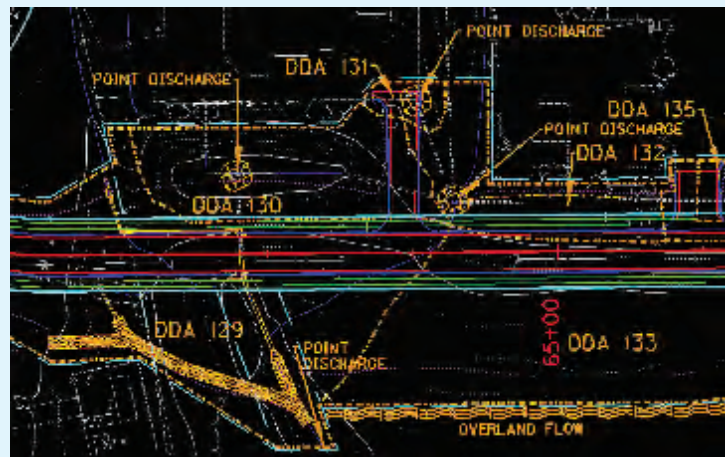 POINT DISCHARGE
DDA 131
POINT DISCHARGE
DDA 135
POINT DISCHARGE
DDA 132
DDA 130
DDA 129
POINT
DISCHARGE
65+00
DDA 133
OVERLAND FLOW